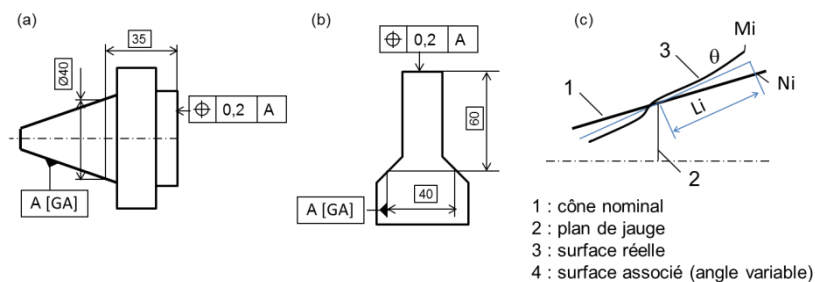 (a)
35
Ø40
⌖ 0,2 A
A [GA]
(b)
⌖ 0,2 A
60
A [GA]
40
(c)
Mi
3
θ
Ni
1
Li
2
1 : cône nominal
2 : plan de jauge
3 : surface réelle
4 : surface associé (angle variable)